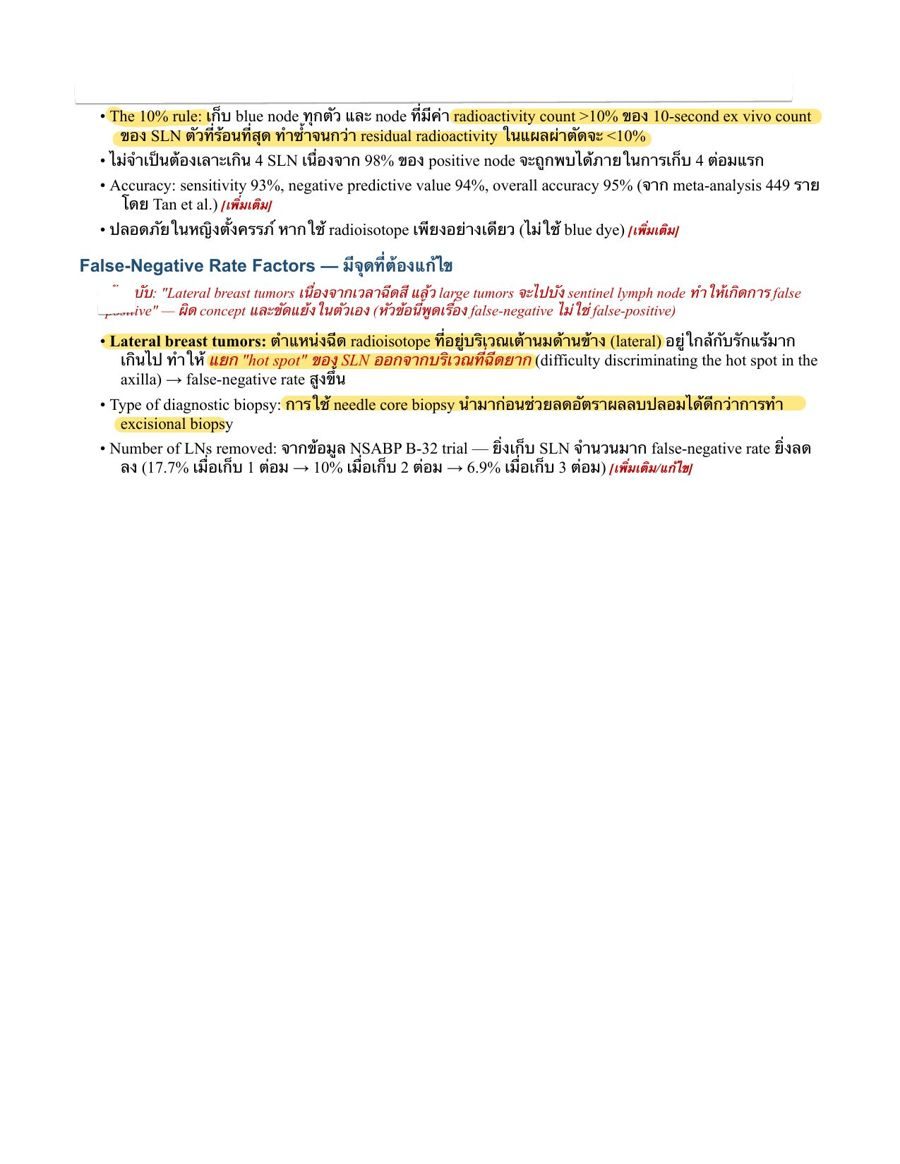 • The 10% rule: เก็บ blue node ทุกตัว และ node ที่มีค่า radioactivity count >10% ของ 10-second ex vivo count
ของ SLN ตัวที่ร้อนที่สุด ทำซ้ำจนกว่า residual radioactivity ในแผลผ่าตัดจะ <10%
• ไม่จำเป็นต้องเลาะเกิน 4 SLN เนื่องจาก 98% ของ positive node จะถูกพบได้ภายในการเก็บ 4 ต่อมแรก
• Accuracy: sensitivity 93%, negative predictive value 94%, overall accuracy 95% (จาก meta-analysis 449 ราย
โดย Tan et al.) [เพิ่มเติม]
• ปลอดภัยในหญิงตั้งครรภ์ หากใช้ radioisotope เพียงอย่างเดียว (ไม่ใช้ blue dye) [เพิ่มเติม]
False-Negative Rate Factors — มีจุดที่ต้องแก้ไข
บับ: "Lateral breast tumors เนื่องจากเวลาฉีดสี แล้ว large tumors จะไปบัง sentinel lymph node ทำให้เกิดการ false
positive" — ผิด concept และขัดแย้งในตัวเอง (หัวข้อนี้พูดเรื่อง false-negative ไม่ใช่ false-positive)
• Lateral breast tumors: ตำแหน่งฉีด radioisotope ที่อยู่บริเวณเต้านมด้านข้าง (lateral) อยู่ใกล้กับรักแร้มาก
เกินไป ทำให้ แยก "hot spot" ของ SLN ออกจากบริเวณที่ฉีดยาก (difficulty discriminating the hot spot in the
axilla) → false-negative rate สูงขึ้น
• Type of diagnostic biopsy: การใช้ needle core biopsy นำมาก่อนช่วยลดอัตราผลลบปลอมได้ดีกว่าการทำ
excisional biopsy
• Number of LNs removed: จากข้อมูล NSABP B-32 trial — ยิ่งเก็บ SLN จำนวนมาก false-negative rate ยิ่งลด
ลง (17.7% เมื่อเก็บ 1 ต่อม → 10% เมื่อเก็บ 2 ต่อม → 6.9% เมื่อเก็บ 3 ต่อม) [เพิ่มเติม/แก้ไข]